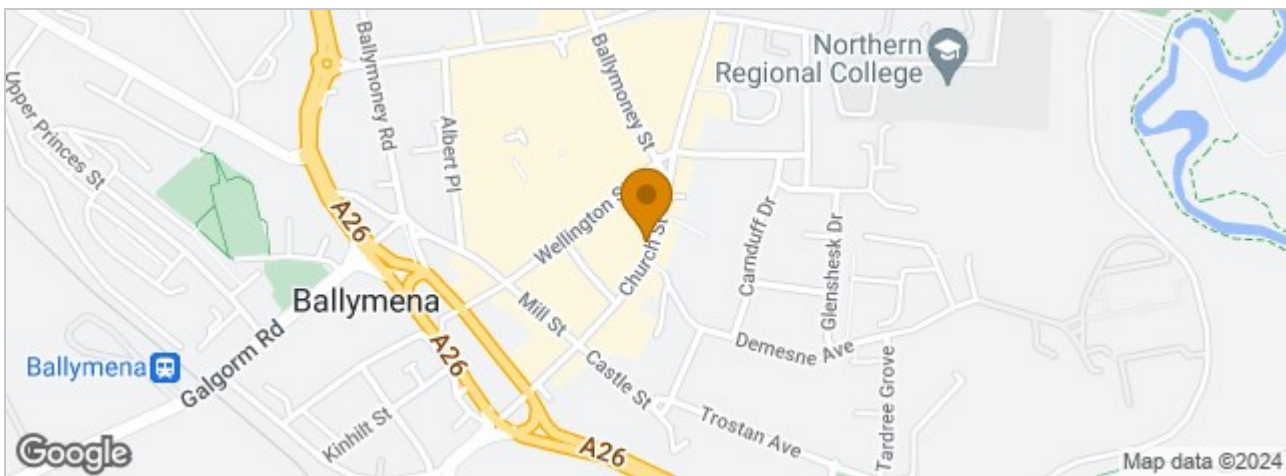 Ballymoney Rd
Ballymoney St
Northern
Regional College
Upper Princes St
Albert Pl
A26
Wellington S
Church St
Carnduff Dr
Glenshesk Dr
Ballymena
Mill St
Demesne Ave
Ballymena
Galgorm Rd
A26
Castle St
Tardree Grove
Kinhilt St
Trostan Ave
A26
Google
Map data ©2024